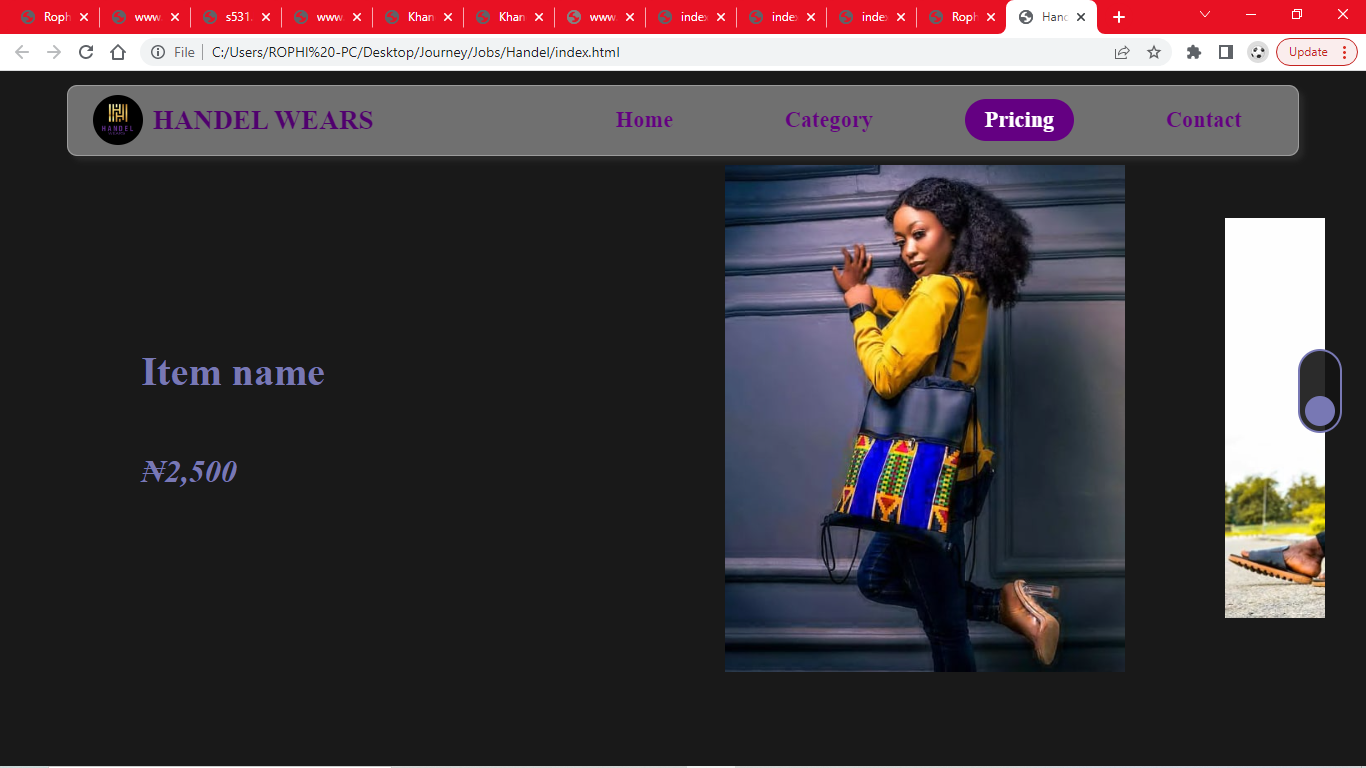 Roph
www.
s531.
www.
Khan
Khan
www.
index
index
index
Roph
Hand
File
C:/Users/ROPHI%20-PC/Desktop/Journey/Jobs/Handel/index.html
Update
HANDEL
HANDEL WEARS
Home
Category
Pricing
Contact
Item name
₦2,500